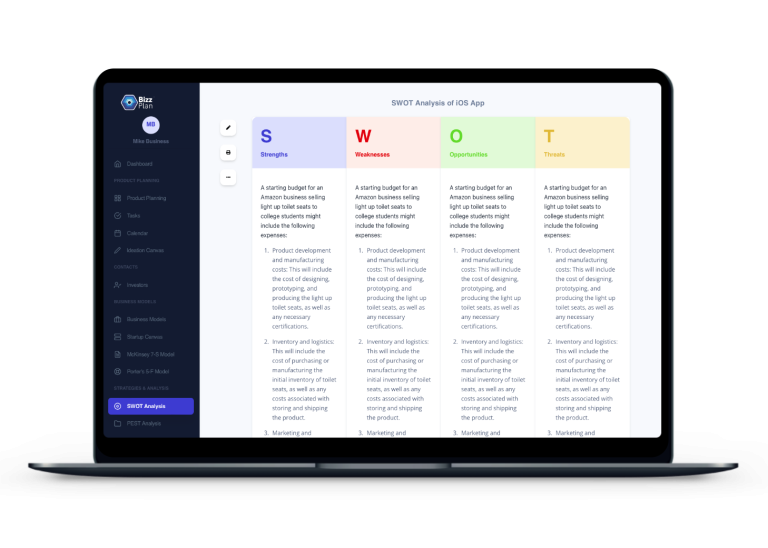 Bizz
Plan
MB
Mike Business
Dashboard
PRODUCT PLANNING
Product Planning
Tasks
Calendar
Ideation Canvas
CONTACTS
Investors
BUSINESS MODELS
Business Models
Startup Canvas
McKinsey 7-S Model
Porter's 5-F Model
STRATEGIES & ANALYSIS
SWOT Analysis
PEST Analysis
SWOT Analysis of iOS App
S
Strengths
A starting budget for an
Amazon business selling
light up toilet seats to
college students might
include the following
expenses:
1. Product development
and manufacturing
costs: This will include
the cost of designing,
prototyping, and
producing the light up
toilet seats, as well as
any necessary
certifications.
2. Inventory and logistics:
This will include the
cost of purchasing or
manufacturing the
initial inventory of toilet
seats, as well as any
costs associated with
storing and shipping
the product.
3. Marketing and
W
Weaknesses
A starting budget for an
Amazon business selling
light up toilet seats to
college students might
include the following
expenses:
1. Product development
and manufacturing
costs: This will include
the cost of designing,
prototyping, and
producing the light up
toilet seats, as well as
any necessary
certifications.
2. Inventory and logistics:
This will include the
cost of purchasing or
manufacturing the
initial inventory of toilet
seats, as well as any
costs associated with
storing and shipping
the product.
3. Marketing and
O
Opportunities
A starting budget for an
Amazon business selling
light up toilet seats to
college students might
include the following
expenses:
1. Product development
and manufacturing
costs: This will include
the cost of designing,
prototyping, and
producing the light up
toilet seats, as well as
any necessary
certifications.
2. Inventory and logistics:
This will include the
cost of purchasing or
manufacturing the
initial inventory of toilet
seats, as well as any
costs associated with
storing and shipping
the product.
3. Marketing and
T
Threats
A starting budget for an
Amazon business selling
light up toilet seats to
college students might
include the following
expenses:
1. Product development
and manufacturing
costs: This will include
the cost of designing,
prototyping, and
producing the light up
toilet seats, as well as
any necessary
certifications.
2. Inventory and logistics:
This will include the
cost of purchasing or
manufacturing the
initial inventory of toilet
seats, as well as any
costs associated with
storing and shipping
the product.
3. Marketing and